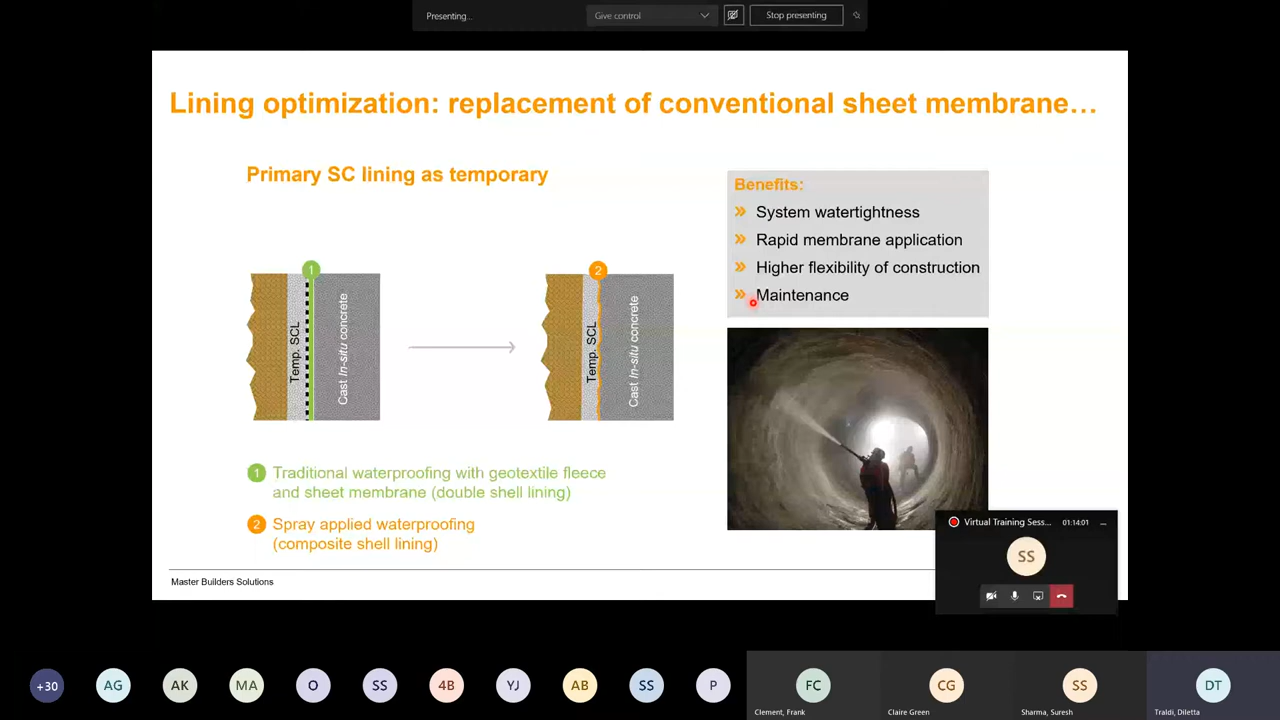 Presenting...
Give control
Stop presenting
Lining optimization: replacement of conventional sheet membrane…
Primary SC lining as temporary
Benefits:
System watertightness
Rapid membrane application
Higher flexibility of construction
Maintenance
1
Temp. SCL
Cast In-situ concrete
2
Temp. SCL
Cast In-situ concrete
1 Traditional waterproofing with geotextile fleece
and sheet membrane (double shell lining)
2 Spray applied waterproofing
(composite shell lining)
Master Builders Solutions
Virtual Training Sess... 01:14:01
SS
+30 AG AK MA O SS 4B YJ AB SS P FC CG SS DT
Clement, Frank Claire Green Sharma, Suresh Traldi, Diletta